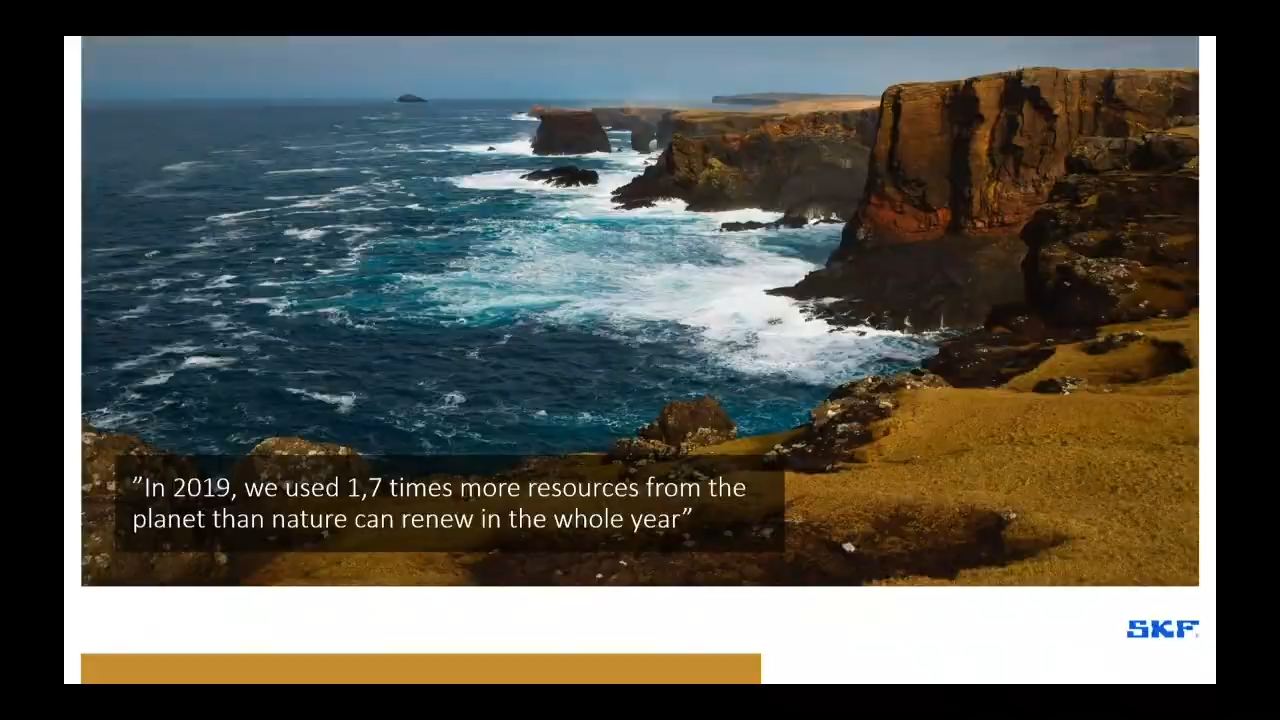 ”In 2019, we used 1,7 times more resources from the
planet than nature can renew in the whole year”
SKF